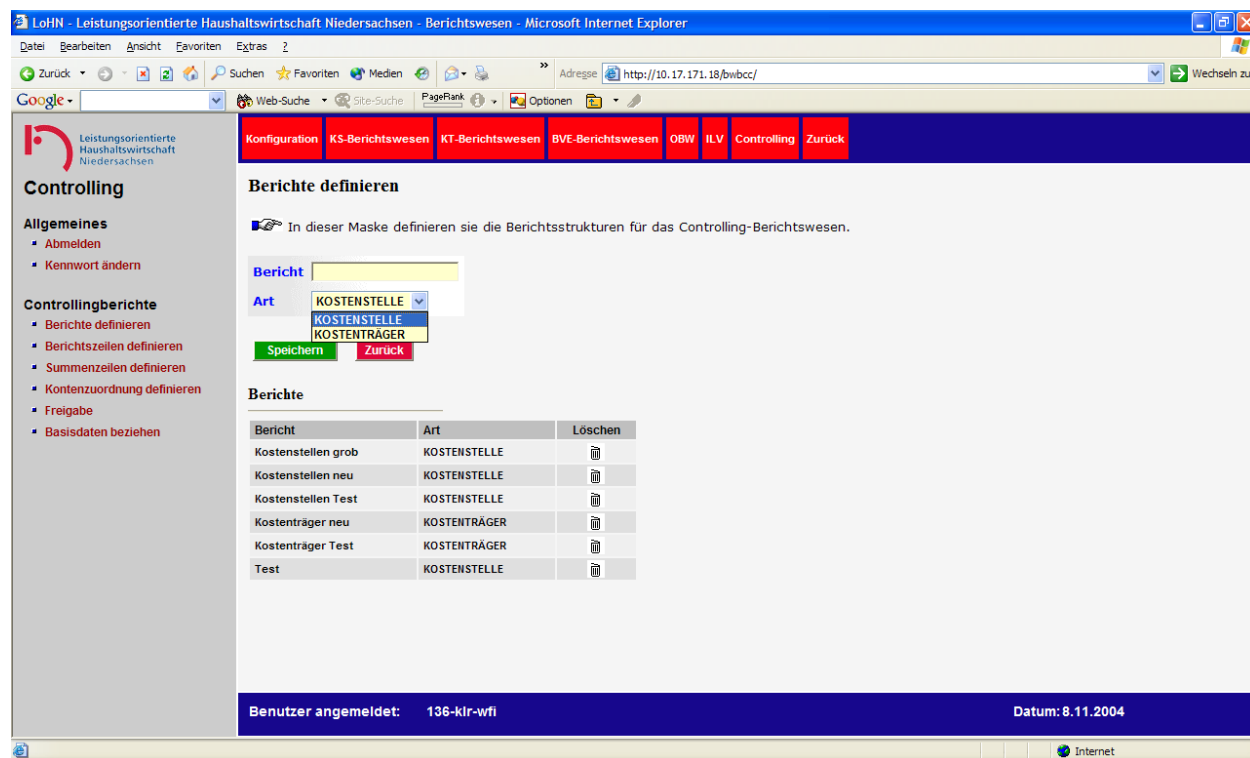 LoHN - Leistungsorientierte Haushaltswirtschaft Niedersachsen - Berichtswesen - Microsoft Internet Explorer
Datei Bearbeiten Ansicht Favoriten Extras ?
Zurück Suchen Favoriten Medien » Adresse http://10.17.171.18/bwbcc/ Wechseln zu
Google Web-Suche Site-Suche PageRank Optionen
Leistungsorientierte
Haushaltswirtschaft
Niedersachsen
Konfiguration KS-Berichtswesen KT-Berichtswesen BVE-Berichtswesen OBW ILV Controlling Zurück
Controlling
Allgemeines
Abmelden
Kennwort ändern
Controllingberichte
Berichte definieren
Berichtszeilen definieren
Summenzeilen definieren
Kontenzuordnung definieren
Freigabe
Basisdaten beziehen
Berichte definieren
In dieser Maske definieren sie die Berichtsstrukturen für das Controlling-Berichtswesen.
Bericht
Art KOSTENSTELLE
KOSTENSTELLE
KOSTENTRÄGER
Speichern Zurück
Berichte
Bericht Art Löschen
Kostenstellen grob KOSTENSTELLE
Kostenstellen neu KOSTENSTELLE
Kostenstellen Test KOSTENSTELLE
Kostenträger neu KOSTENTRÄGER
Kostenträger Test KOSTENTRÄGER
Test KOSTENSTELLE
Benutzer angemeldet: 136-klr-wfi Datum: 8.11.2004
Internet